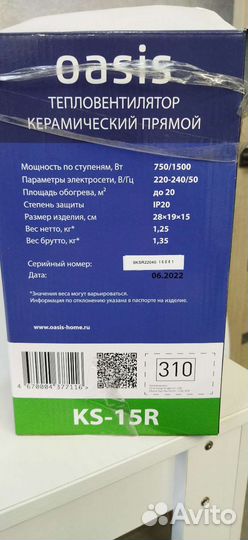 oasis
ТЕПЛОВЕНТИЛЯТОР
КЕРАМИЧЕСКИЙ ПРЯМОЙ
Мощность по ступеням, Вт 750/1500
Параметры электросети, В/Гц 220-240/50
Площадь обогрева, м² до 20
Степень защиты IP20
Размер изделия, см 28×19×15
Вес нетто, кг* 1,25
Вес брутто, кг* 1,35
Серийный номер:
Дата: 06.2022
*Значения веса могут варьироваться.
Информация по отклонению указана в паспорте на изделие.
www.oasis-home.ru
310
4 670004 377116
KS-15R
Avito